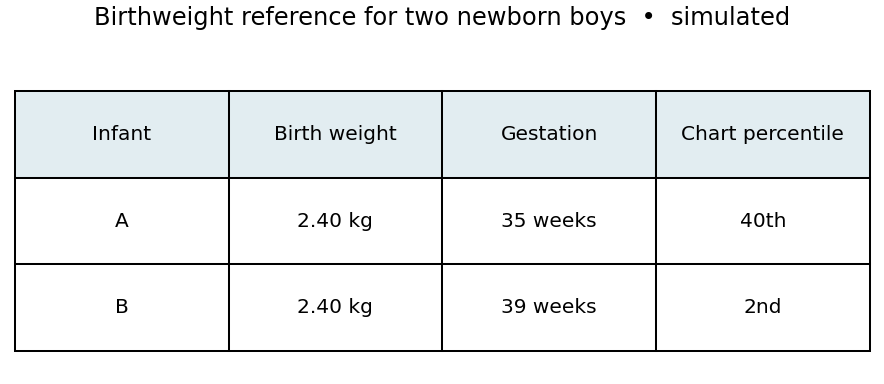 Birthweight reference for two newborn boys • simulated
Infant Birth weight Gestation Chart percentile
A 2.40 kg 35 weeks 40th
B 2.40 kg 39 weeks 2nd